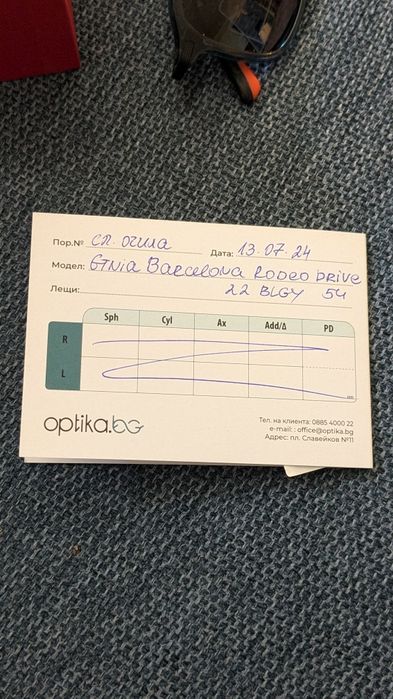 Пор.№ сл. очила Дата: 13.07.24
Модел: ETNIA BARCELONA RODEO DRIVE
Лещи: 22 BLGY 54
Sph Cyl Ax Add/Δ PD
R
L
optika.bg
Тел. на клиента: 0885 4000 22
e-mail: : office@optika.bg
Адрес: пл. Славейков №11